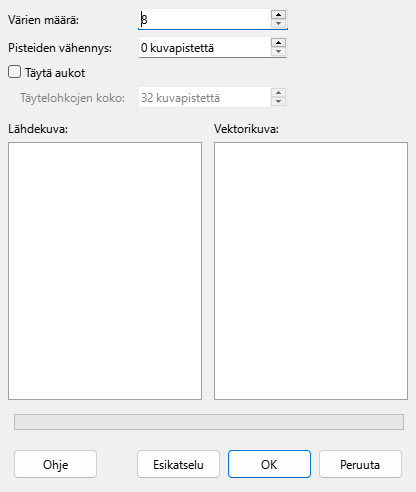 Värien määrä: 8
Pisteiden vähennys: 0 kuvapistettä
Täytä aukot
Täytelohkojen koko: 32 kuvapistettä
Lähdekuva: Vektorikuva:
Ohje Esikatselu OK Peruuta